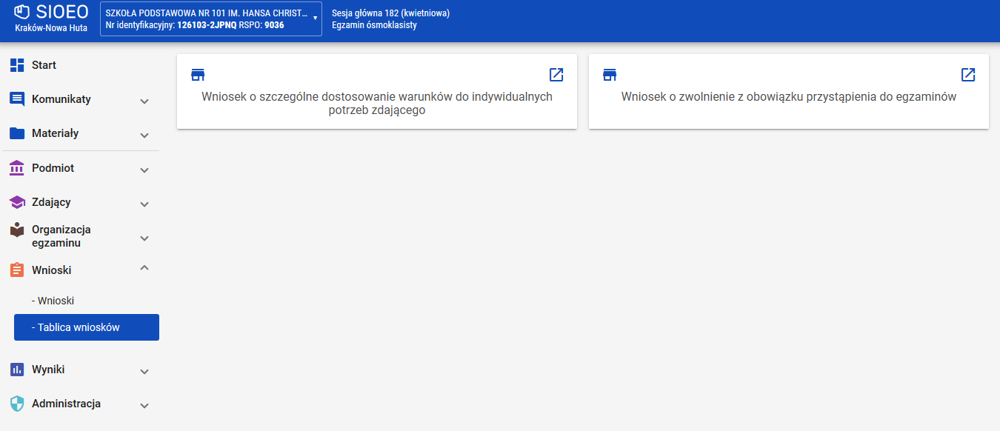 SIOEO
Kraków-Nowa Huta
SZKOŁA PODSTAWOWA NR 101 IM. HANSA CHRIST...
Nr identyfikacyjny: 126103-2JPNQ RSPO: 9036
Sesja główna 182 (kwietniowa)
Egzamin ósmoklasisty
Start
Komunikaty
Materiały
Podmiot
Zdający
Organizacja
egzaminu
Wnioski
- Wnioski
- Tablica wniosków
Wyniki
Administracja
Wniosek o szczególne dostosowanie warunków do indywidualnych
potrzeb zdającego
Wniosek o zwolnienie z obowiązku przystąpienia do egzaminów